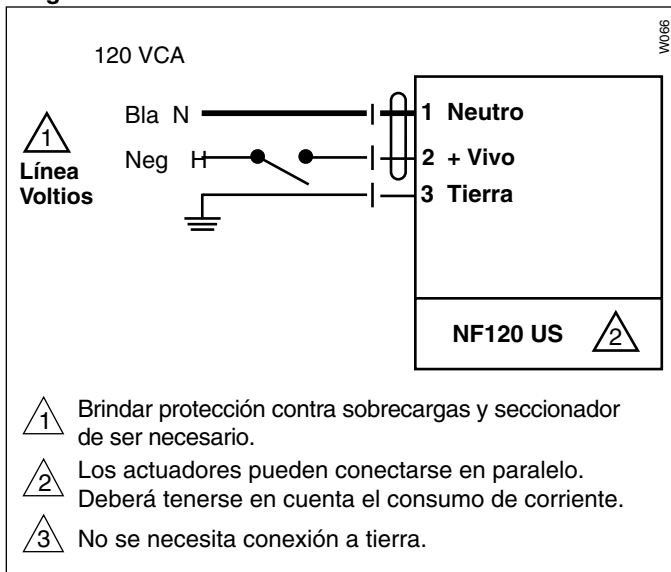 W066
120 VCA
Bla N
1 Neutro
1
Línea
Voltios
Neg H
2 + Vivo
3 Tierra
NF120 US 2
1 Brindar protección contra sobrecargas y seccionador
de ser necesario.
2 Los actuadores pueden conectarse en paralelo.
Deberá tenerse en cuenta el consumo de corriente.
3 No se necesita conexión a tierra.